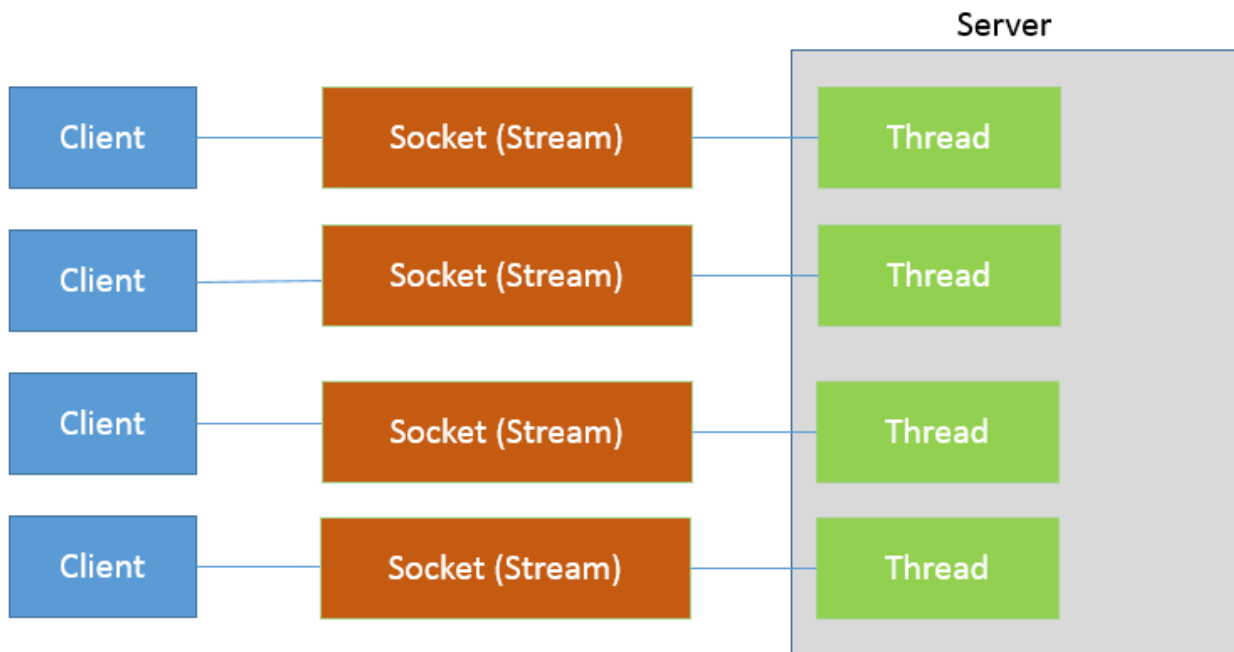 Server
Client
Socket (Stream)
Thread
Client
Socket (Stream)
Thread
Client
Socket (Stream)
Thread
Client
Socket (Stream)
Thread